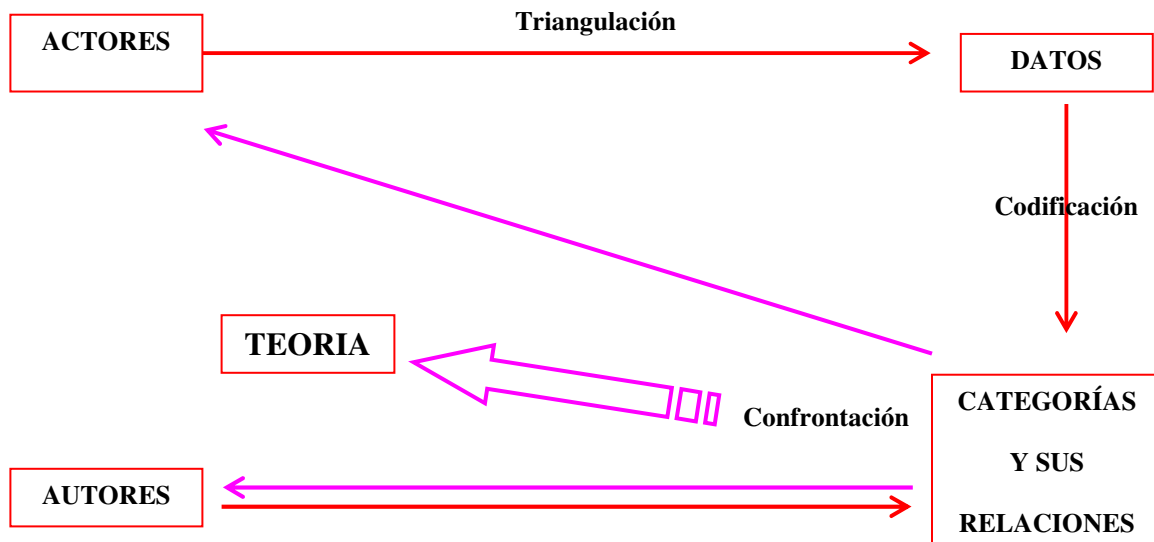 Triangulación
ACTORES
DATOS
Codificación
TEORIA
Confrontación
CATEGORÍAS
Y SUS
RELACIONES
AUTORES